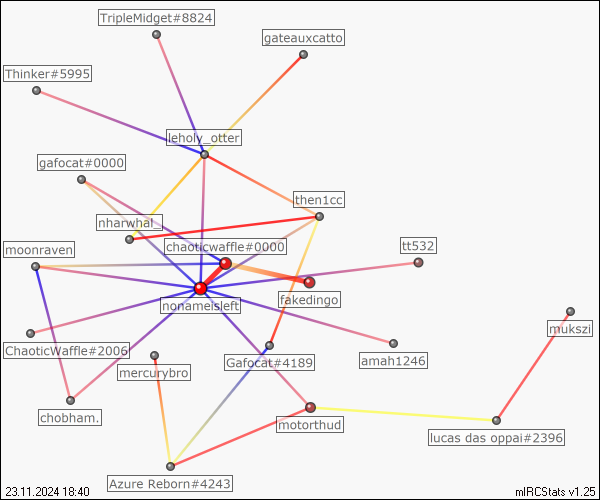 TripleMidget#8824
gateauxcatto
Thinker#5995
leholy_otter
gafocat#0000
then1cc
nharwhal_
chaoticwaffle#0000
tt532
moonraven
fakedingo
nonameisleft
mukszi
ChaoticWaffle#2006
Gafocat#4189
amah1246
mercurybro
chobham.
motorthud
lucas das oppai#2396
Azure Reborn#4243
23.11.2024 18:40
mIRCStats v1.25